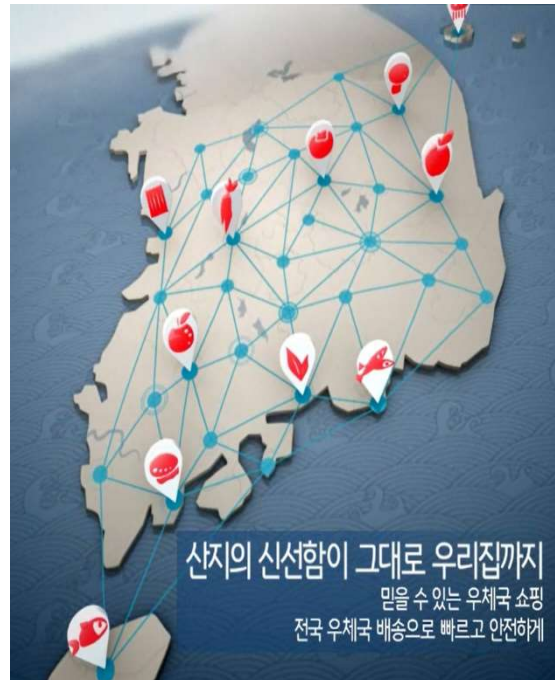 산지의 신선함이 그대로 우리집까지
믿을 수 있는 우체국 쇼핑
전국 우체국 배송으로 빠르고 안전하게